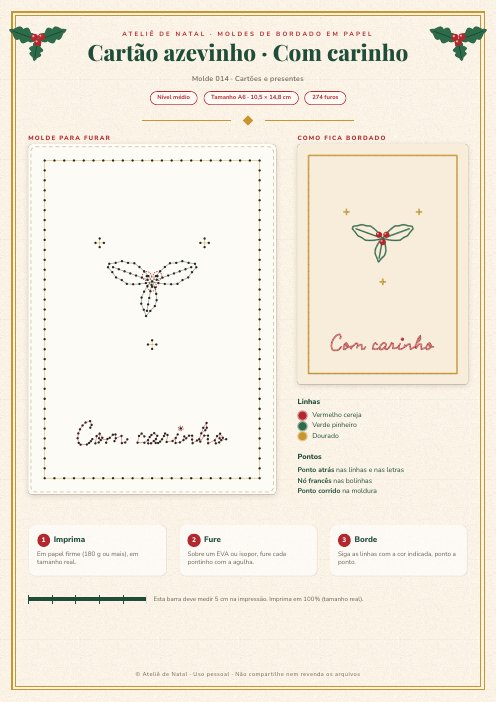 ATELIÊ DE NATAL · MOLDES DE BORDADO EM PAPEL
Cartão azevinho · Com carinho
Molde 014 · Cartões e presentes
Nível médio
Tamanho A6 · 10,5 × 14,8 cm
274 furos
MOLDE PARA FURAR
Com carinho
COMO FICA BORDADO
Com carinho
Linhas
Vermelho cereja
Verde pinheiro
Dourado
Pontos
Ponto atrás nas linhas e nas letras
Nó francês nas bolinhas
Ponto corrido na moldura
1 Imprima
Em papel firme (180 g ou mais), em
tamanho real.
2 Fure
Sobre um EVA ou isopor, fure cada
pontinho com a agulha.
3 Borde
Siga as linhas com a cor indicada, ponto a
ponto.
Esta barra deve medir 5 cm na impressão. Imprima em 100% (tamanho real).
© Ateliê de Natal · Uso pessoal · Não compartilhe nem revenda os arquivos